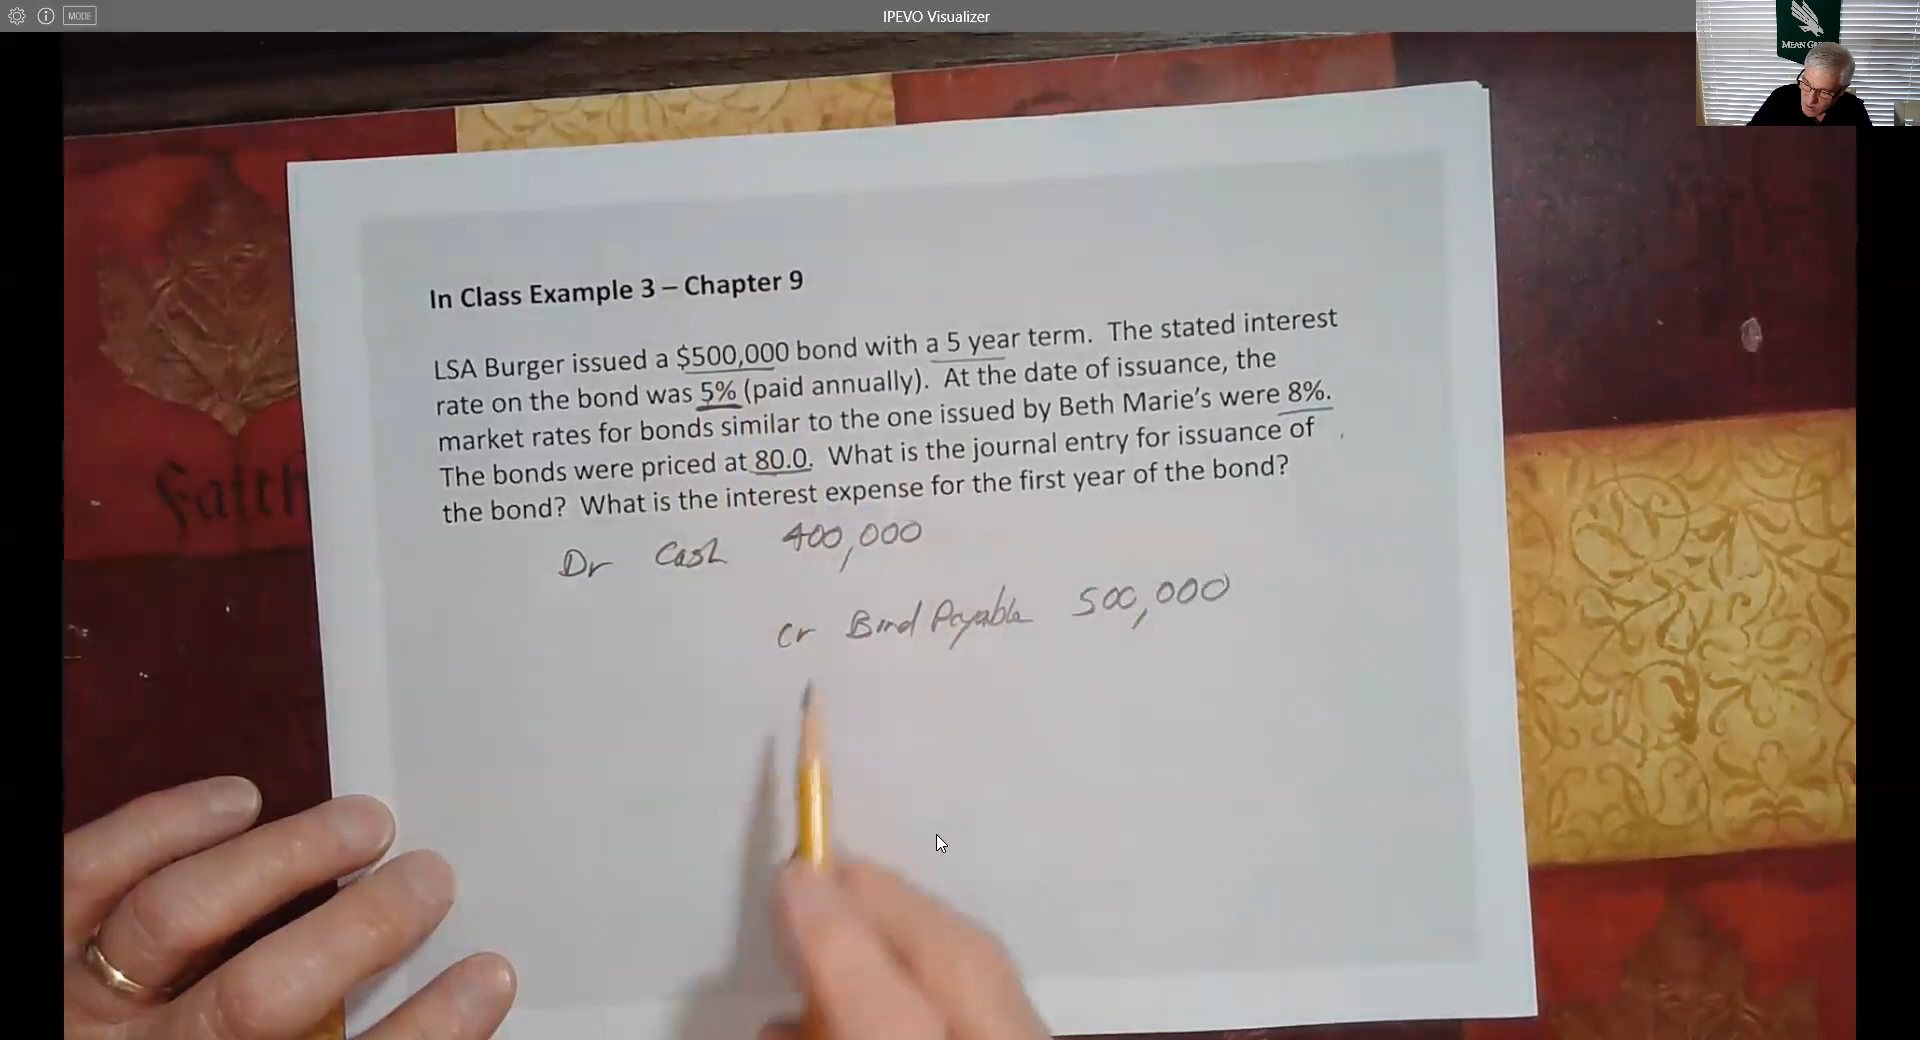 MODE
IPEVO Visualizer
MEAN
In Class Example 3 – Chapter 9
LSA Burger issued a $500,000 bond with a 5 year term. The stated interest
rate on the bond was 5% (paid annually). At the date of issuance, the
market rates for bonds similar to the one issued by Beth Marie's were 8%.
The bonds were priced at 80.0. What is the journal entry for issuance of
the bond? What is the interest expense for the first year of the bond?
Dr Cash 400,000
Cr Bond Payable 500,000
Faith